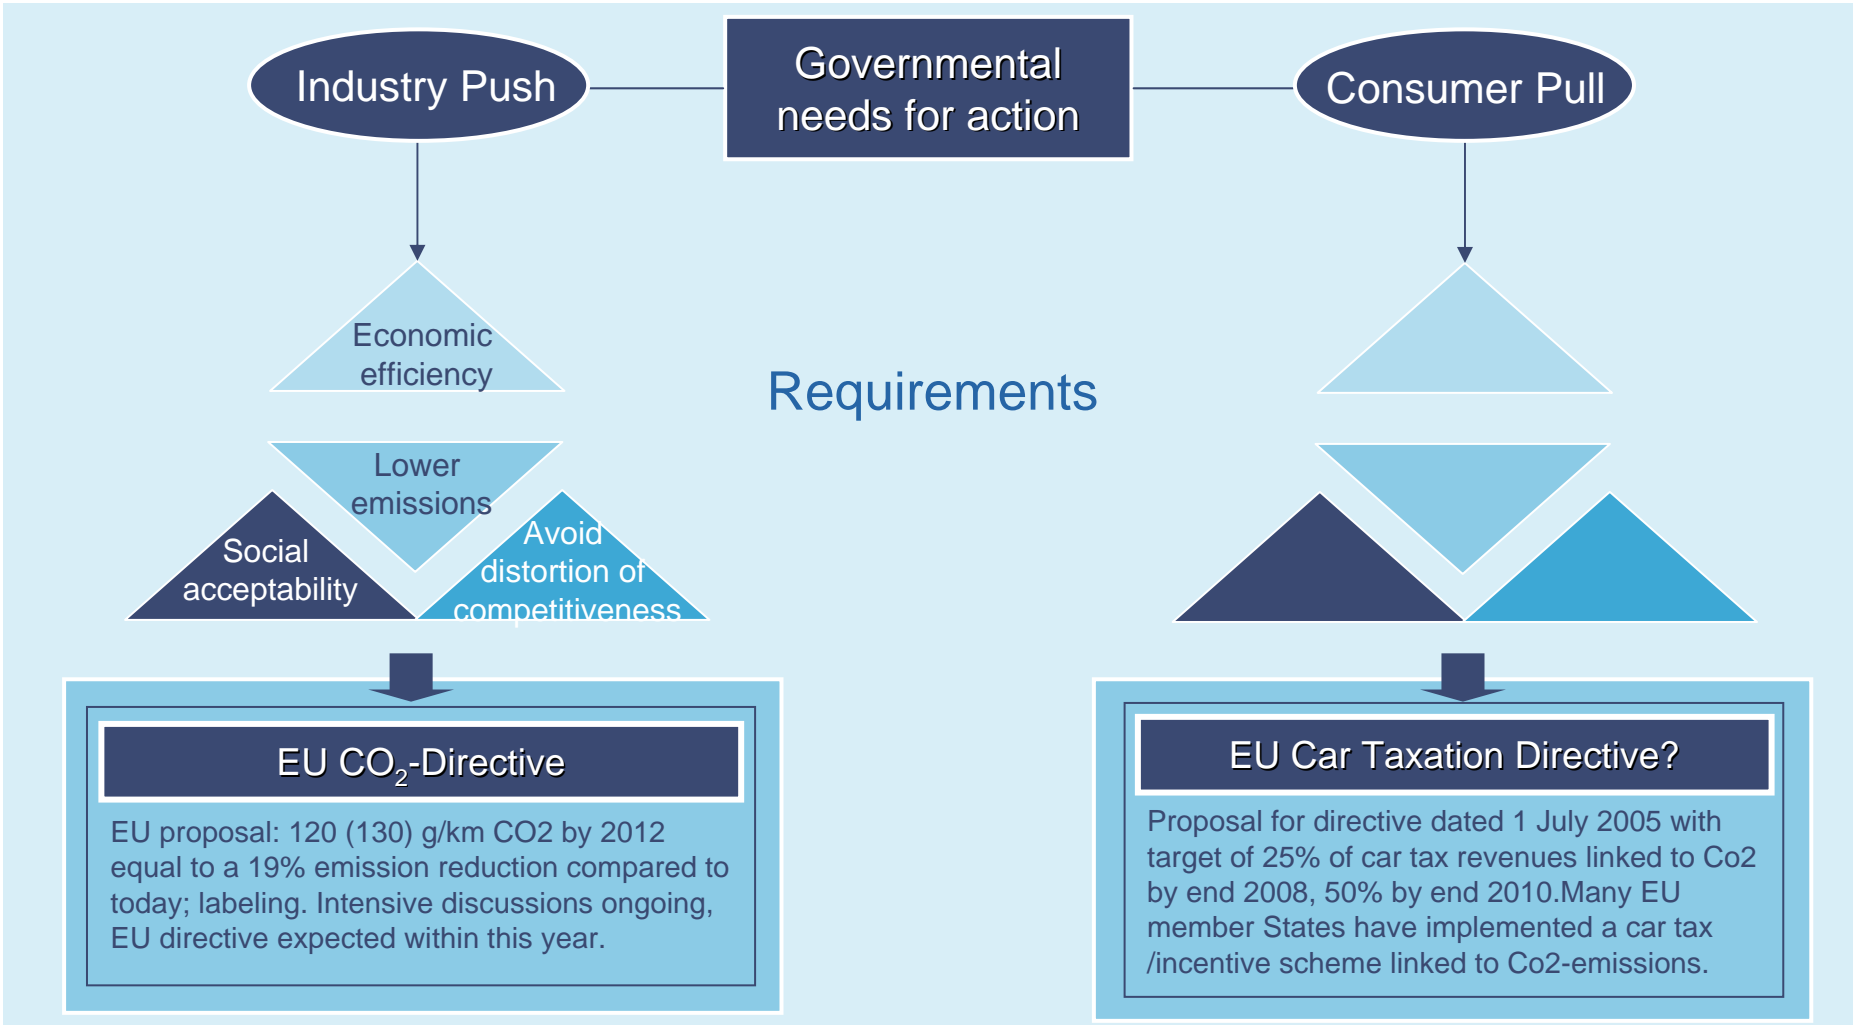 Industry Push
Governmental
needs for action
Consumer Pull
Economic
efficiency
Requirements
Lower
emissions
Social
acceptability
Avoid
distortion of
competitiveness
EU CO₂-Directive
EU proposal: 120 (130) g/km CO2 by 2012
equal to a 19% emission reduction compared to
today; labeling. Intensive discussions ongoing,
EU directive expected within this year.
EU Car Taxation Directive?
Proposal for directive dated 1 July 2005 with
target of 25% of car tax revenues linked to Co2
by end 2008, 50% by end 2010.Many EU
member States have implemented a car tax
/incentive scheme linked to Co2-emissions.